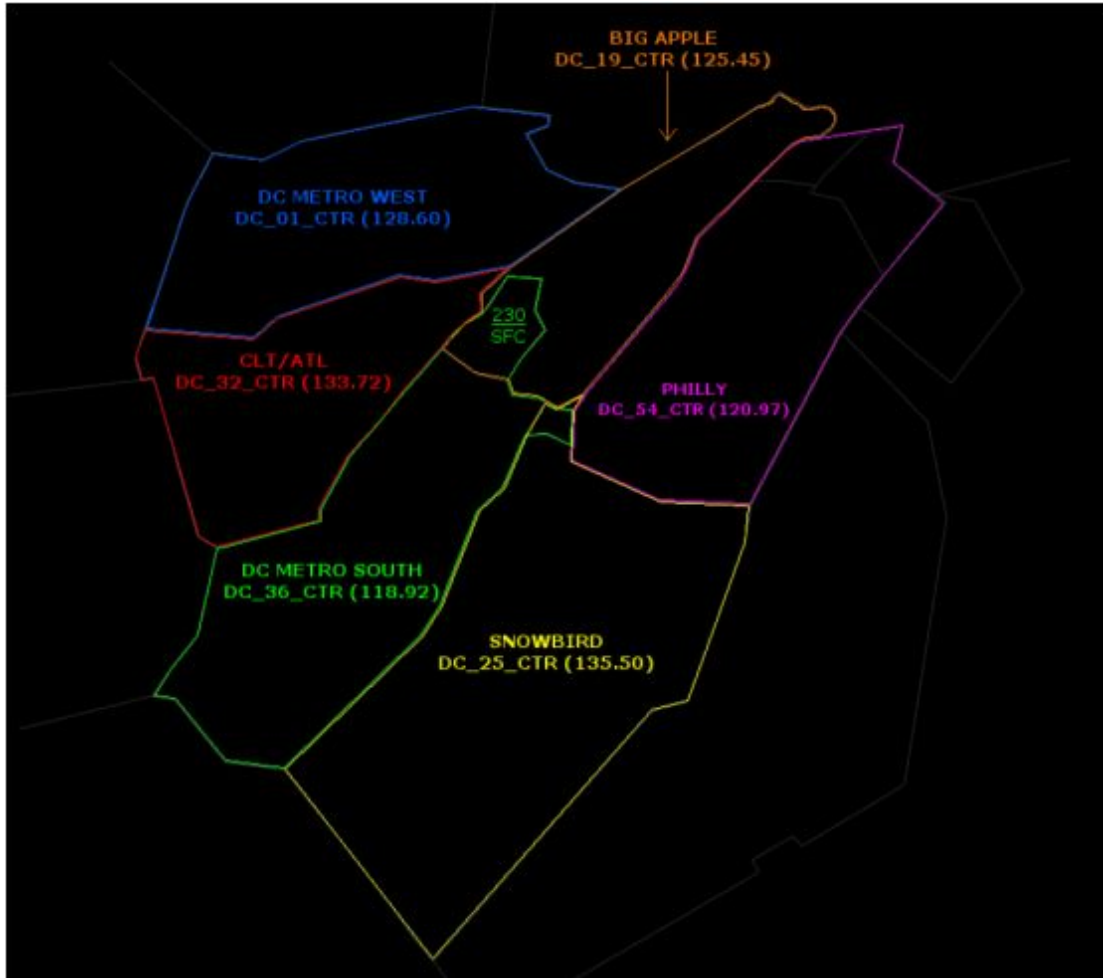 BIG APPLE
DC_19_CTR (125.45)
DC METRO WEST
DC_01_CTR (128.60)
230
SFC
CLT/ATL
DC_32_CTR (133.72)
PHILLY
DC_54_CTR (120.97)
DC METRO SOUTH
DC_36_CTR (118.92)
SNOWBIRD
DC_25_CTR (135.50)